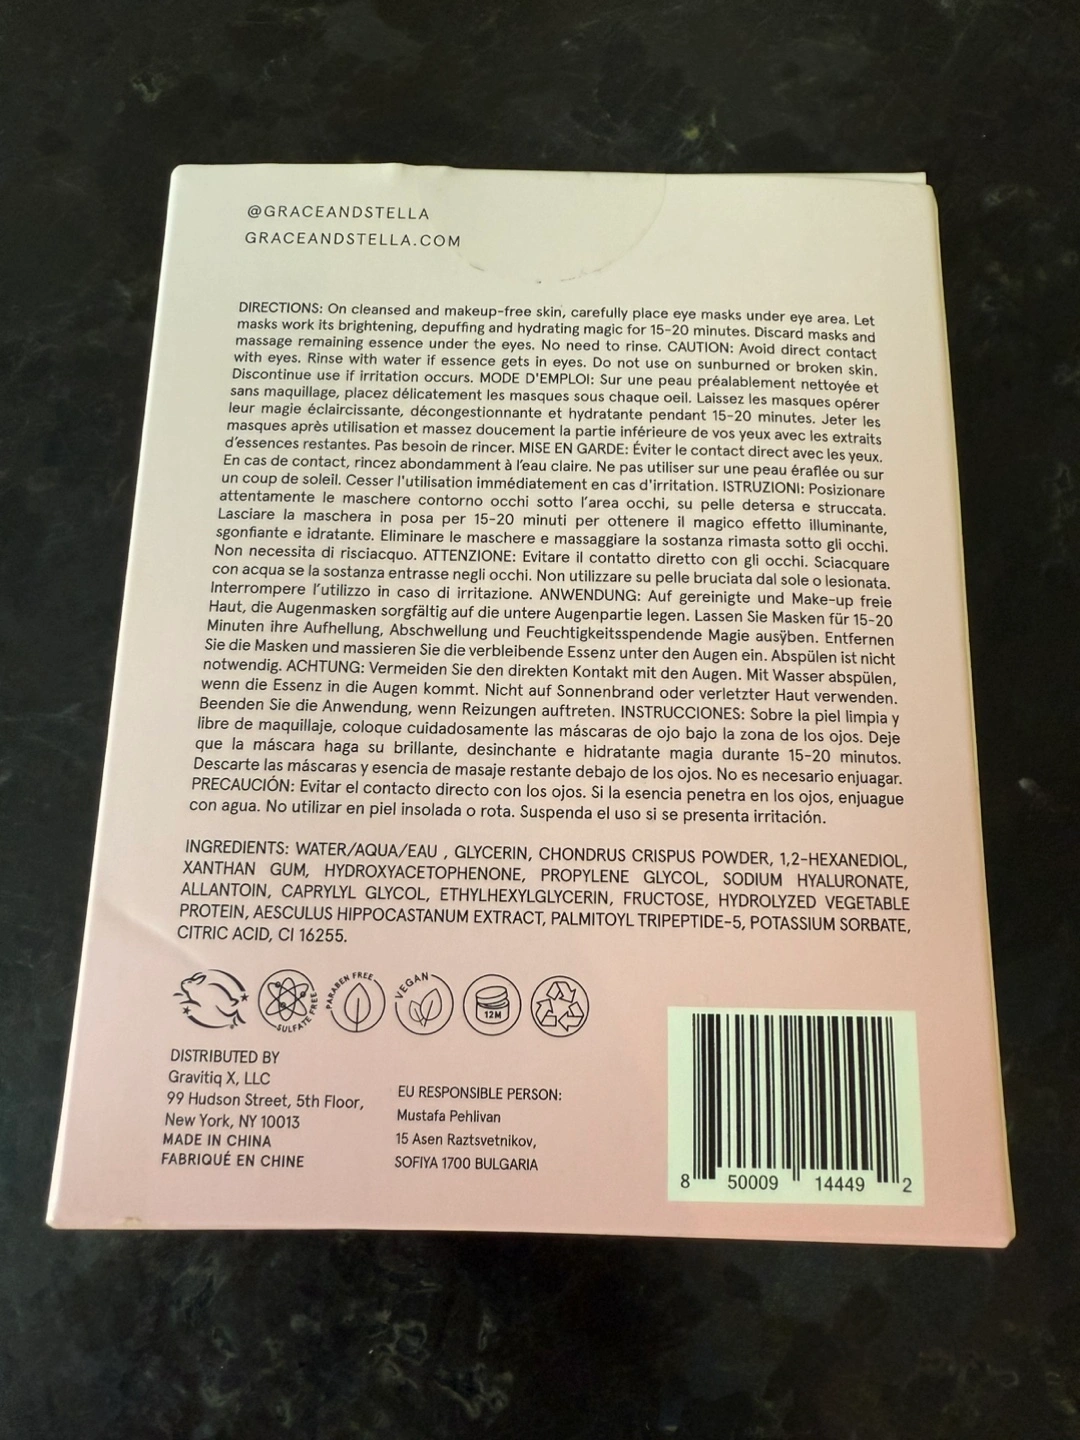 @GRACEANDSTELLA
GRACEANDSTELLA.COM
DIRECTIONS: On cleansed and makeup-free skin, carefully place eye masks under eye area. Let
masks work its brightening, depuffing and hydrating magic for 15-20 minutes. Discard masks and
massage remaining essence under the eyes. No need to rinse. CAUTION: Avoid direct contact
with eyes. Rinse with water if essence gets in eyes. Do not use on sunburned or broken skin.
Discontinue use if irritation occurs. MODE D'EMPLOI: Sur une peau préalablement nettoyée et
sans maquillage, placez délicatement les masques sous chaque oeil. Laissez les masques opérer
leur magie éclaircissante, décongestionnante et hydratante pendant 15-20 minutes. Jeter les
masques après utilisation et massez doucement la partie inférieure de vos yeux avec les extraits
d'essences restantes. Pas besoin de rincer. MISE EN GARDE: Éviter le contact direct avec les yeux.
En cas de contact, rincez abondamment à l'eau claire. Ne pas utiliser sur une peau éraflée ou sur
un coup de soleil. Cesser l'utilisation immédiatement en cas d'irritation. ISTRUZIONI: Posizionare
attentamente le maschere contorno occhi sotto l'area occhi, su pelle detersa e struccata.
Lasciare la maschera in posa per 15-20 minuti per ottenere il magico effetto illuminante,
sgonfiante e idratante. Eliminare le maschere e massaggiare la sostanza rimasta sotto gli occhi.
Non necessita di risciacquo. ATTENZIONE: Evitare il contatto diretto con gli occhi. Sciacquare
con acqua se la sostanza entrasse negli occhi. Non utilizzare su pelle bruciata dal sole o lesionata.
Interrompere l'utilizzo in caso di irritazione. ANWENDUNG: Auf gereinigte und Make-up freie
Haut, die Augenmasken sorgfältig auf die untere Augenpartie legen. Lassen Sie Masken für 15-20
Minuten ihre Aufhellung, Abschwellung und Feuchtigkeitsspendende Magie ausÿben. Entfernen
Sie die Masken und massieren Sie die verbleibende Essenz unter den Augen ein. Abspülen ist nicht
notwendig. ACHTUNG: Vermeiden Sie den direkten Kontakt mit den Augen. Mit Wasser abspülen,
wenn die Essenz in die Augen kommt. Nicht auf Sonnenbrand oder verletzter Haut verwenden.
Beenden Sie die Anwendung, wenn Reizungen auftreten. INSTRUCCIONES: Sobre la piel limpia y
libre de maquillaje, coloque cuidadosamente las máscaras de ojo bajo la zona de los ojos. Deje
que la máscara haga su brillante, desinchante e hidratante magia durante 15-20 minutos.
Descarte las máscaras y esencia de masaje restante debajo de los ojos. No es necesario enjuagar.
PRECAUCIÓN: Evitar el contacto directo con los ojos. Si la esencia penetra en los ojos, enjuague
con agua. No utilizar en piel insolada o rota. Suspenda el uso si se presenta irritación.
INGREDIENTS: WATER/AQUA/EAU , GLYCERIN, CHONDRUS CRISPUS POWDER, 1,2-HEXANEDIOL,
XANTHAN GUM, HYDROXYACETOPHENONE, PROPYLENE GLYCOL, SODIUM HYALURONATE,
ALLANTOIN, CAPRYLYL GLYCOL, ETHYLHEXYLGLYCERIN, FRUCTOSE, HYDROLYZED VEGETABLE
PROTEIN, AESCULUS HIPPOCASTANUM EXTRACT, PALMITOYL TRIPEPTIDE-5, POTASSIUM SORBATE,
CITRIC ACID, CI 16255.
SULFATE FREE
PARABEN FREE
VEGAN
12M
DISTRIBUTED BY
Gravitiq X, LLC
99 Hudson Street, 5th Floor,
New York, NY 10013
MADE IN CHINA
FABRIQUÉ EN CHINE
EU RESPONSIBLE PERSON:
Mustafa Pehlivan
15 Asen Raztsvetnikov,
SOFIYA 1700 BULGARIA
8 50009 14449 2